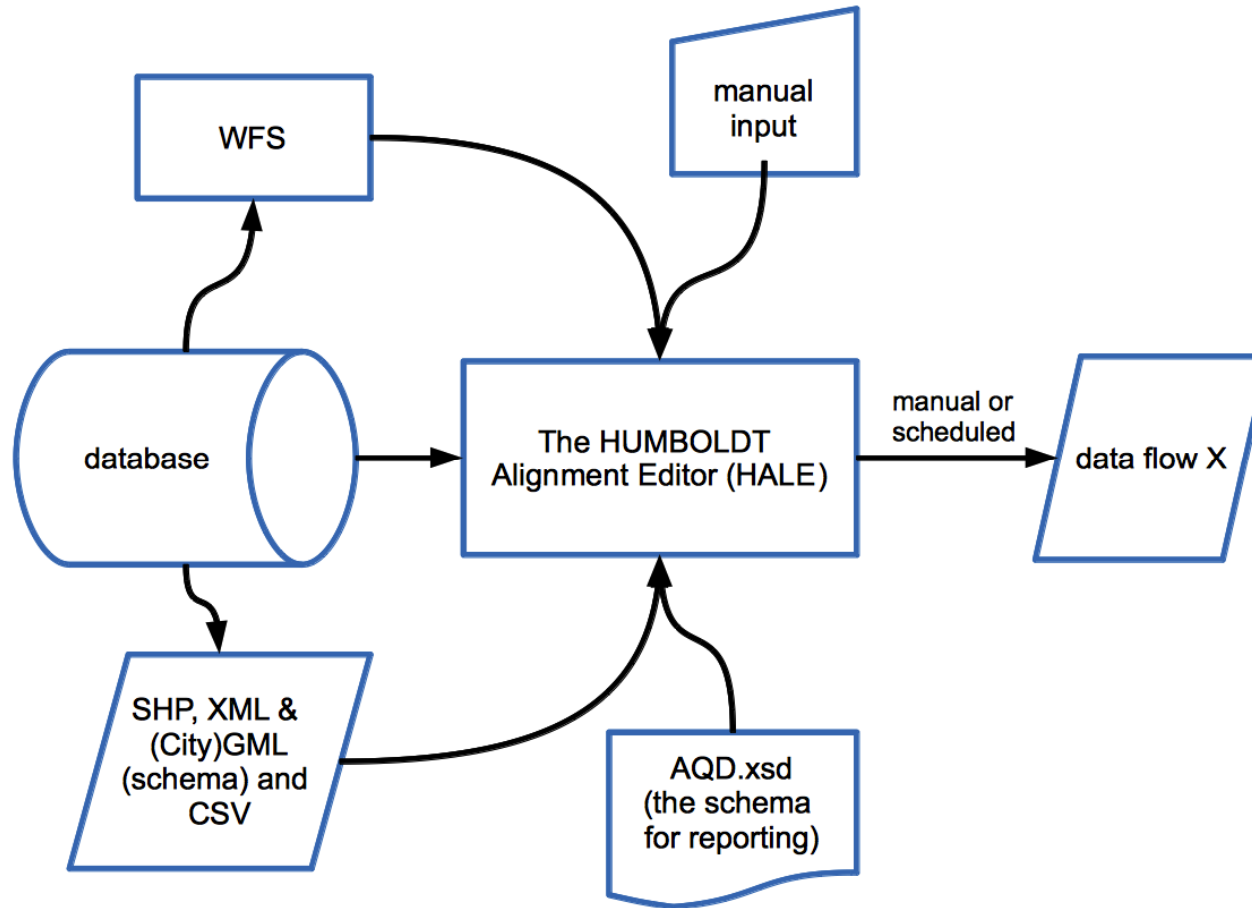 WFS
manual
input
database
The HUMBOLDT
Alignment Editor (HALE)
manual or
scheduled
data flow X
SHP, XML &
(City)GML
(schema) and
CSV
AQD.xsd
(the schema
for reporting)